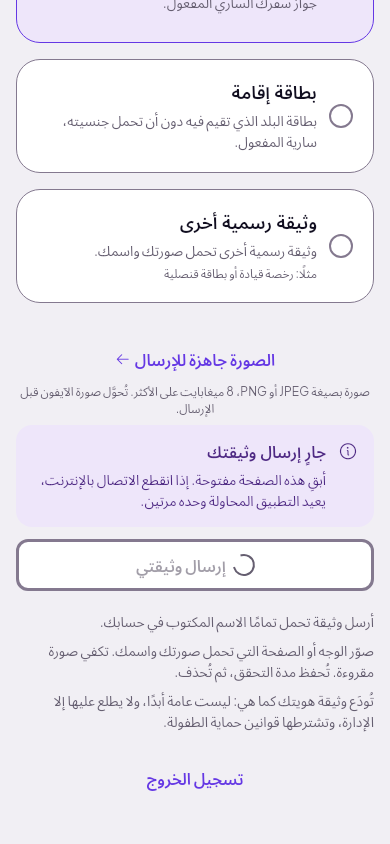 جواز سفرك الساري المفعول.
بطاقة إقامة
بطاقة البلد الذي تقيم فيه دون أن تحمل جنسيته،
سارية المفعول.
وثيقة رسمية أخرى
وثيقة رسمية أخرى تحمل صورتك واسمك.
مثلًا: رخصة قيادة أو بطاقة قنصلية
الصورة جاهزة للإرسال ←
صورة بصيغة JPEG أو PNG، 8 ميغابايت على الأكثر. تُحوَّل صورة الآيفون قبل
الإرسال.
جارٍ إرسال وثيقتك
أبقِ هذه الصفحة مفتوحة. إذا انقطع الاتصال بالإنترنت،
يعيد التطبيق المحاولة وحده مرتين.
إرسال وثيقتي
أرسل وثيقة تحمل تمامًا الاسم المكتوب في حسابك.
صوّر الوجه أو الصفحة التي تحمل صورتك واسمك. تكفي صورة
مقروءة. تُحفظ مدة التحقق، ثم تُحذف.
تُودَع وثيقة هويتك كما هي: ليست عامة أبدًا، ولا يطلع عليها إلا
الإدارة، وتشترطها قوانين حماية الطفولة.
تسجيل الخروج